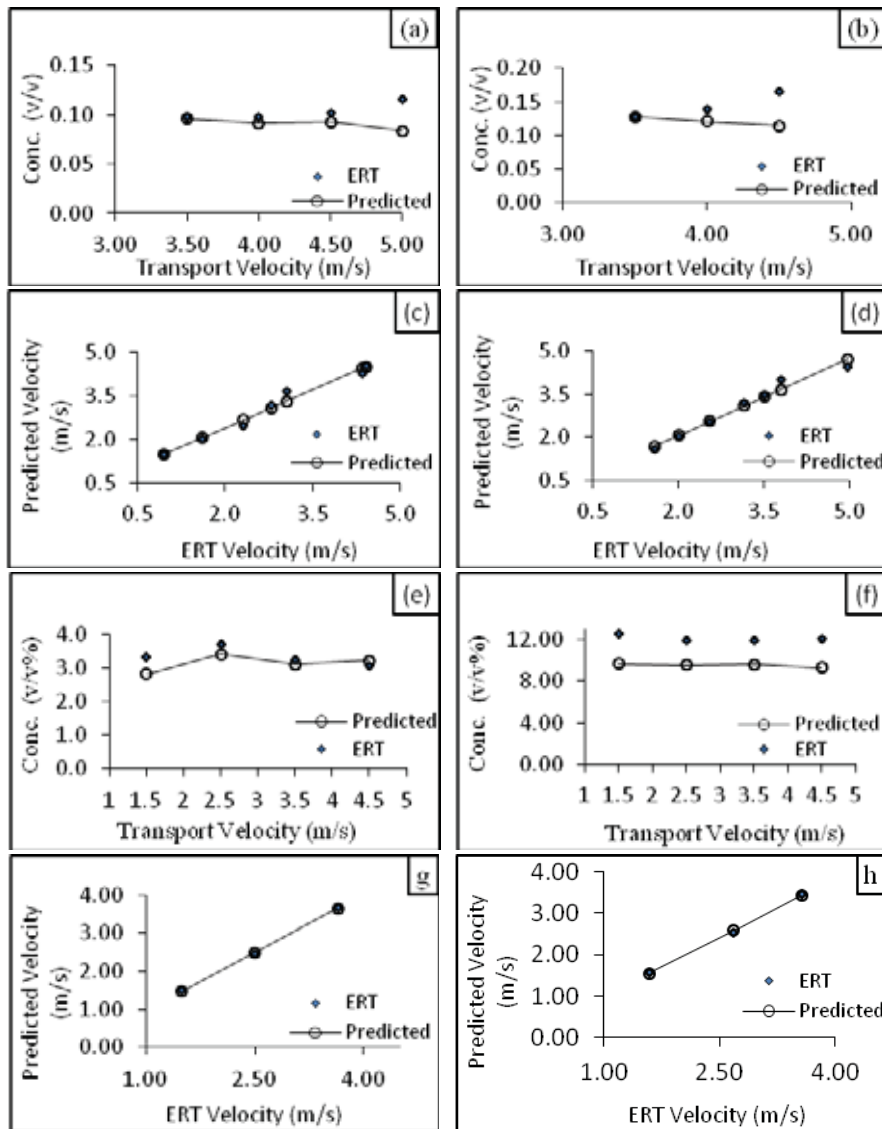 (a)
Conc. (v/v)
0.15
0.10
0.05
0.00
ERT
Predicted
3.00 3.50 4.00 4.50 5.00
Transport Velocity (m/s)
(b)
Conc. (v/v)
0.20
0.15
0.10
0.05
0.00
ERT
Predicted
3.00 4.00 5.00
Transport Velocity (m/s)
(c)
Predicted Velocity
(m/s)
5.0
3.5
2.0
0.5
ERT
Predicted
0.5 2.0 3.5 5.0
ERT Velocity (m/s)
(d)
Predicted Velocity
(m/s)
5.0
3.5
2.0
0.5
ERT
Predicted
0.5 2.0 3.5 5.0
ERT Velocity (m/s)
(e)
Conc. (v/v%)
4.0
3.0
2.0
1.0
0.0
Predicted
ERT
1 1.5 2 2.5 3 3.5 4 4.5 5
Transport Velocity (m/s)
(f)
Conc. (v/v%)
12.00
8.00
4.00
0.00
Predicted
ERT
1 1.5 2 2.5 3 3.5 4 4.5 5
Transport Velocity (m/s)
g
Predicted Velocity
(m/s)
4.00
3.00
2.00
1.00
ERT
Predicted
1.00 2.50 4.00
ERT Velocity (m/s)
h
Predicted Velocity
(m/s)
4.00
3.00
2.00
1.00
0.00
ERT
Predicted
1.00 2.50 4.00
ERT Velocity (m/s)